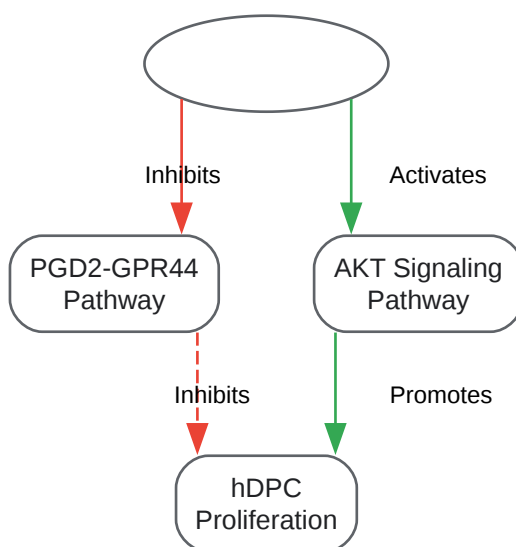 Inhibits
Activates
PGD2-GPR44
Pathway
AKT Signaling
Pathway
Inhibits
Promotes
hDPC
Proliferation